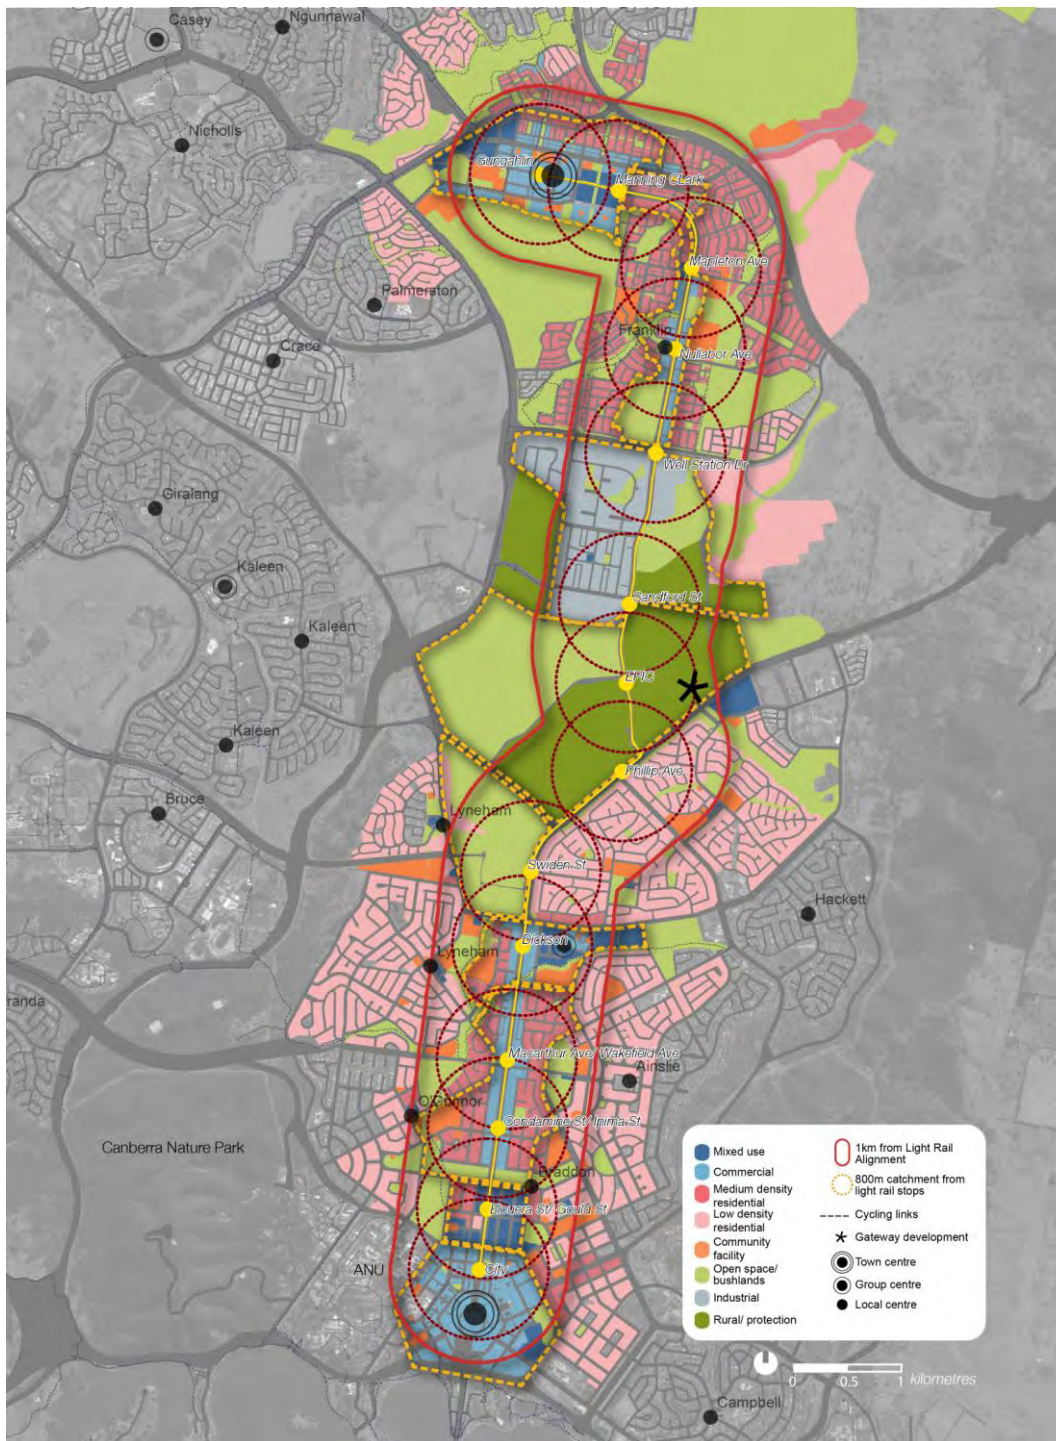 Casey
Ngunnawal
Nicholls
Gungahlin
Manning CLark
Mapleton Ave
Palmerston
Franklin
Nullabor Ave
Crace
Well Station Dr
Giralang
Kaleen
Sandford St
Kaleen
EPIC
Kaleen
Phillip Ave
Bruce
Lyneham
Swiden St
Hackett
Dickson
Lyneham
randa
Macarthur Ave/ Wakefield Ave
Ainslie
O'Connor
Condamine St/ Ipima St
Canberra Nature Park
Braddon
Elouera St/ Gould St
ANU
City
Campbell
Mixed use
Commercial
Medium density
residential
Low density
residential
Community
facility
Open space/
bushlands
Industrial
Rural/ protection
1km from Light Rail
Alignment
800m catchment from
light rail stops
Cycling links
Gateway development
Town centre
Group centre
Local centre
0 0.5 1 kilometres